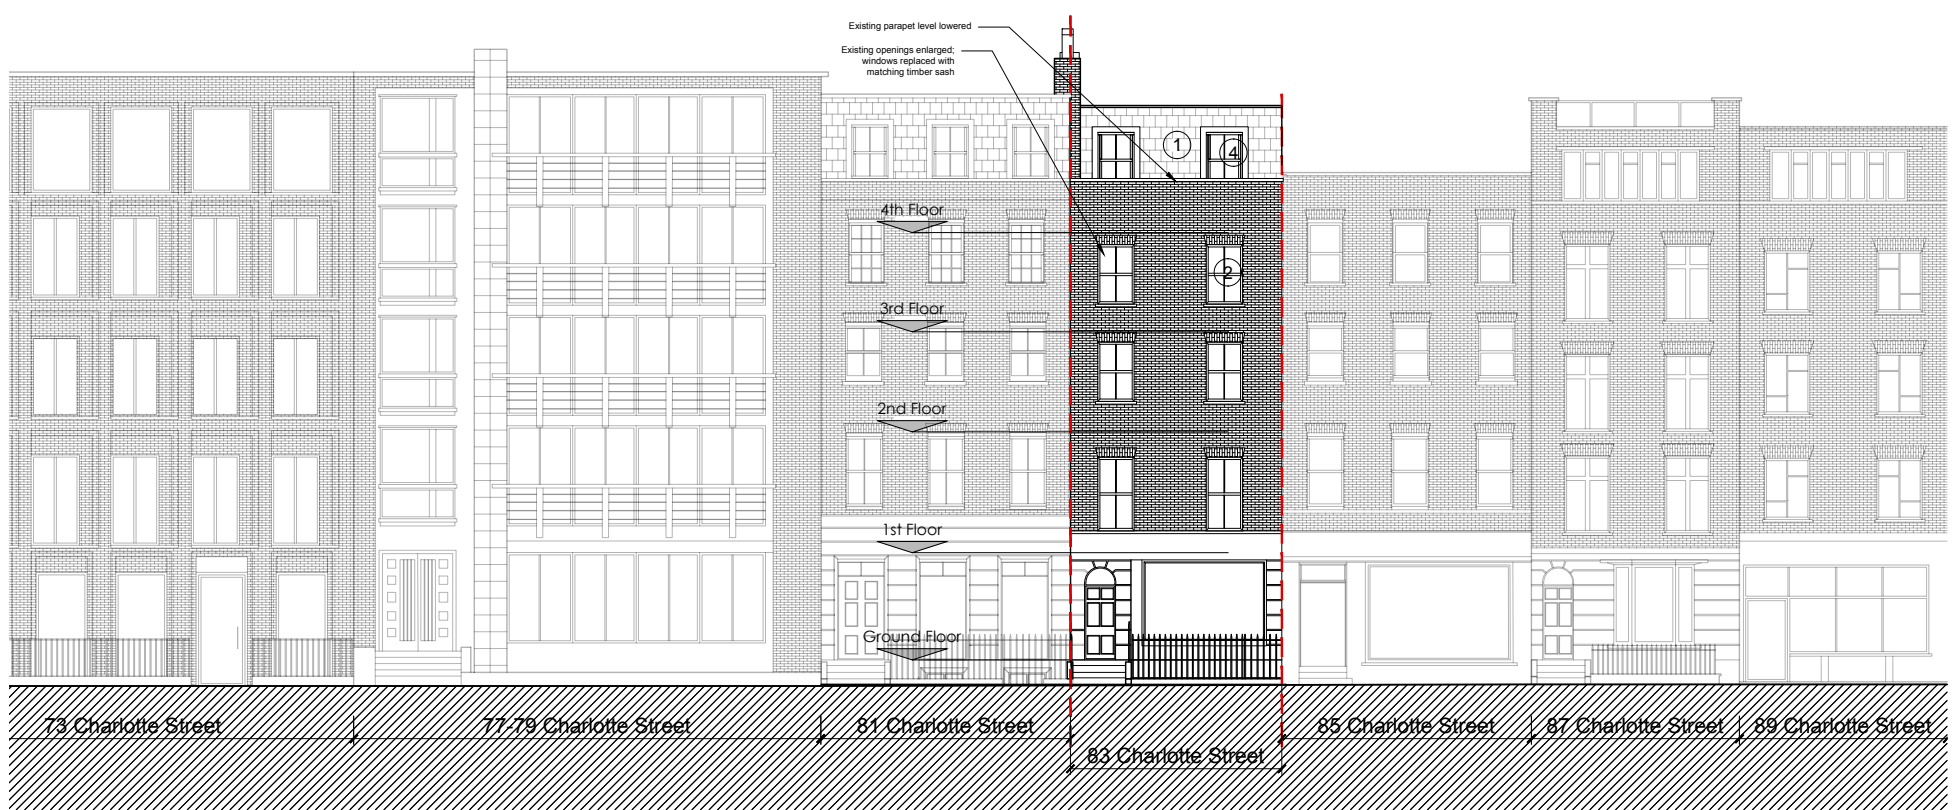 Existing parapet level lowered
Existing openings enlarged;
windows replaced with
matching timber sash
1
4
4th Floor
2
3rd Floor
2nd Floor
1st Floor
Ground Floor
73 Charlotte Street
77-79 Charlotte Street
81 Charlotte Street
83 Charlotte Street
85 Charlotte Street
87 Charlotte Street
89 Charlotte Street